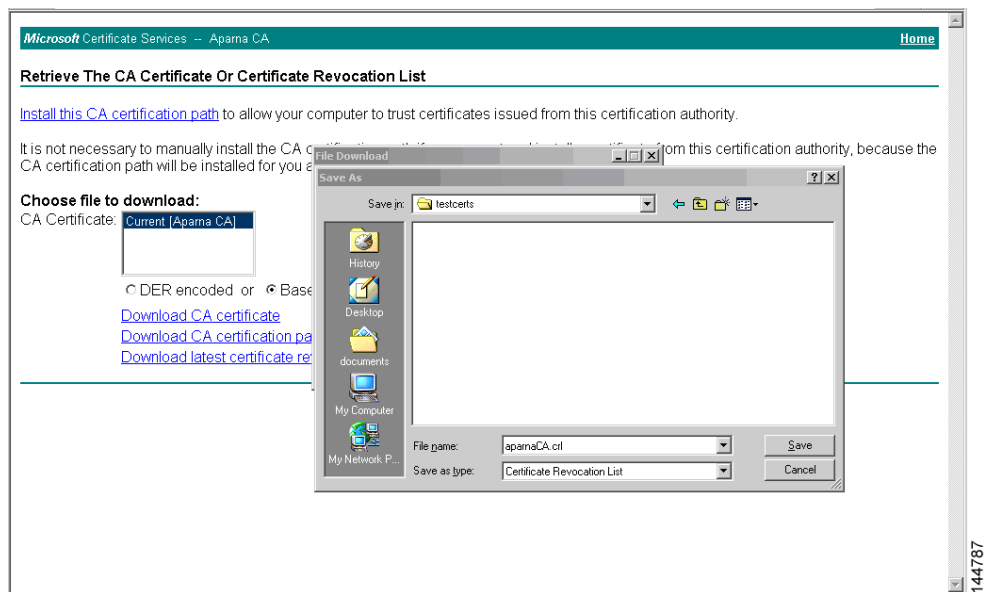 Microsoft Certificate Services -- Aparna CA Home
Retrieve The CA Certificate Or Certificate Revocation List
Install this CA certification path to allow your computer to trust certificates issued from this certification authority.
It is not necessary to manually install the CA from this certification authority, because the
CA certification path will be installed for you
File Download
Save As
Choose file to download:
CA Certificate: Current [Aparna CA]
DER encoded or Base
Download CA certificate
Download CA certification pa
Download latest certificate re
Save in: testcerts
History
Desktop
documents
My Computer
My Network P...
File name: aparnaCA.crl Save
Save as type: Certificate Revocation List Cancel
144787